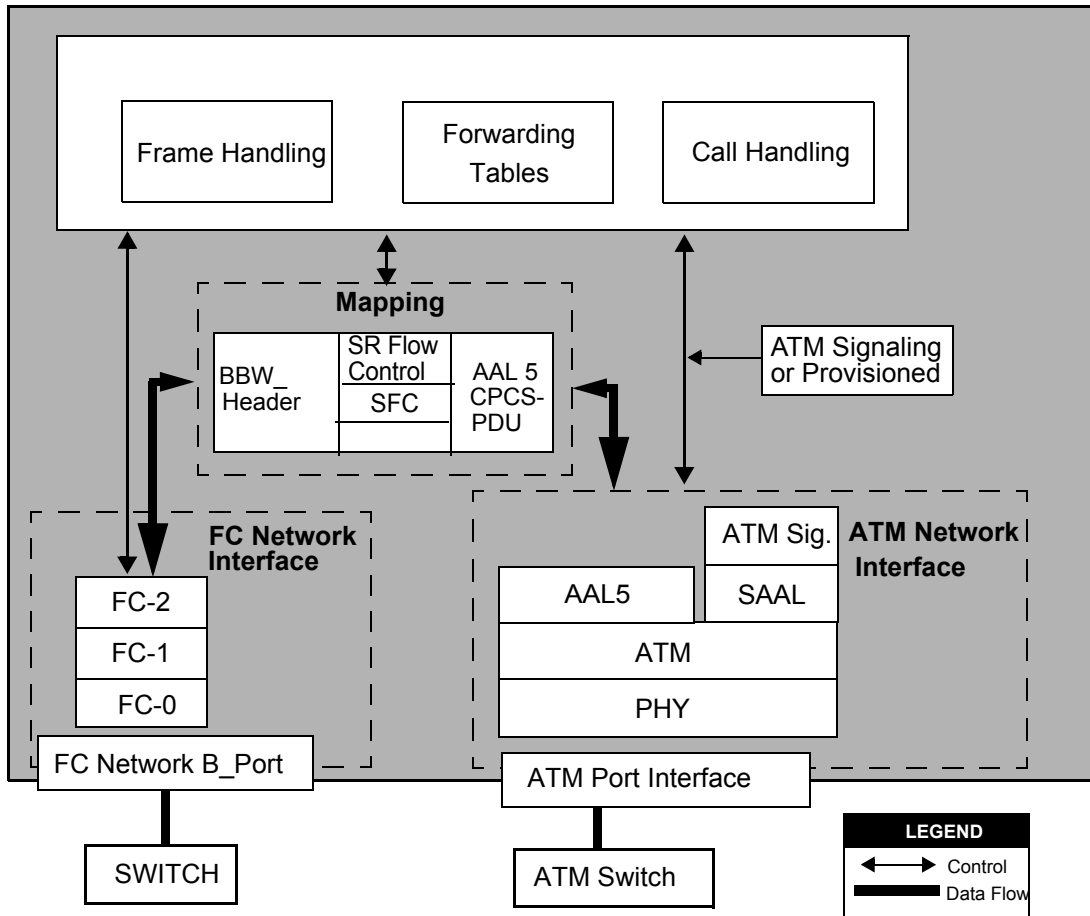 Frame Handling
Forwarding
Tables
Call Handling
Mapping
BBW_
Header
SR Flow
Control
SFC
AAL 5
CPCS-
PDU
ATM Signaling
or Provisioned
FC Network
Interface
FC-2
FC-1
FC-0
ATM Sig.
SAAL
ATM Network
Interface
AAL5
ATM
PHY
FC Network B_Port
ATM Port Interface
SWITCH
ATM Switch
LEGEND
Control
Data Flow